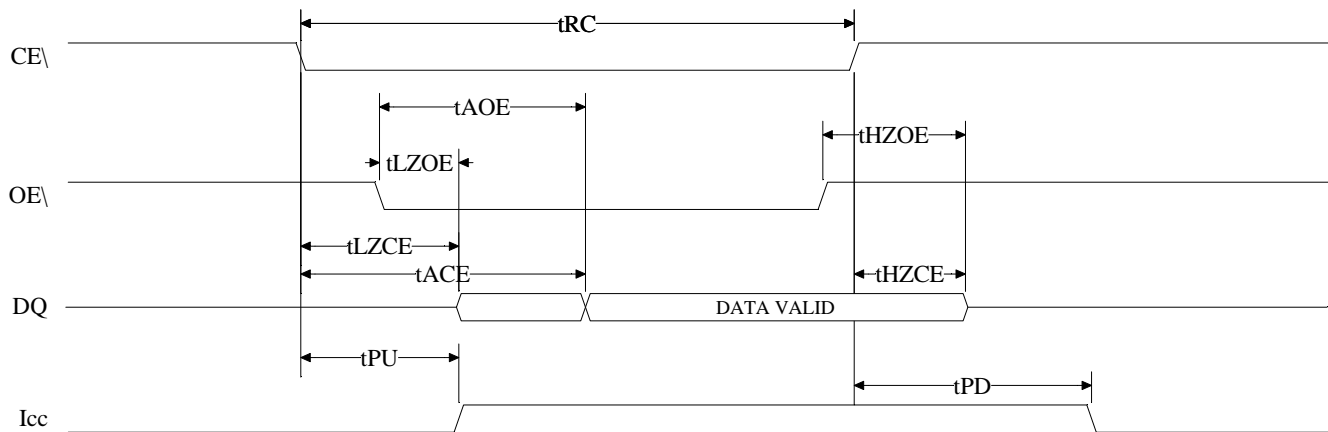 tRC
CE\
tAOE
tHZOE
tLZOE
OE\
tLZCE
tACE
tHZCE
DQ
DATA VALID
tPU
tPD
Icc